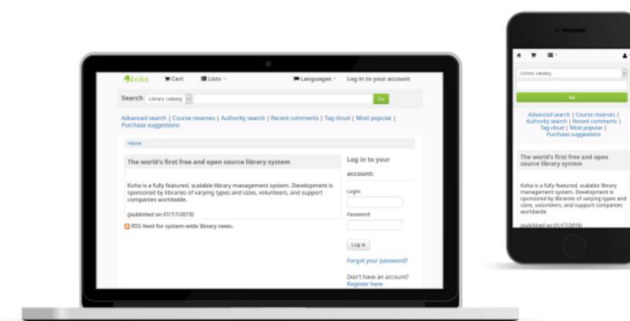 Koha Cart Lists Languages Log in to your account
Search Library catalog Go
Advanced search | Course reserves | Authority search | Recent comments | Tag cloud | Most popular |
Purchase suggestions
Home
The world's first free and open source library system
Koha is a fully featured, scalable library management system. Development is
sponsored by libraries of varying types and sizes, volunteers, and support
companies worldwide.
(published on 01/17/2019)
RSS feed for system-wide library news.
Log in to your
account:
Login:
Password:
Log in
Forgot your password?
Don't have an account?
Register here.
Library catalog
Go
Advanced search | Course reserves |
Authority search | Recent comments |
Tag cloud | Most popular |
Purchase suggestions
The world's first free and open
source library system
Koha is a fully featured, scalable library
management system. Development is
sponsored by libraries of varying types and
sizes, volunteers, and support companies
worldwide.
(published on 01/17/2019)